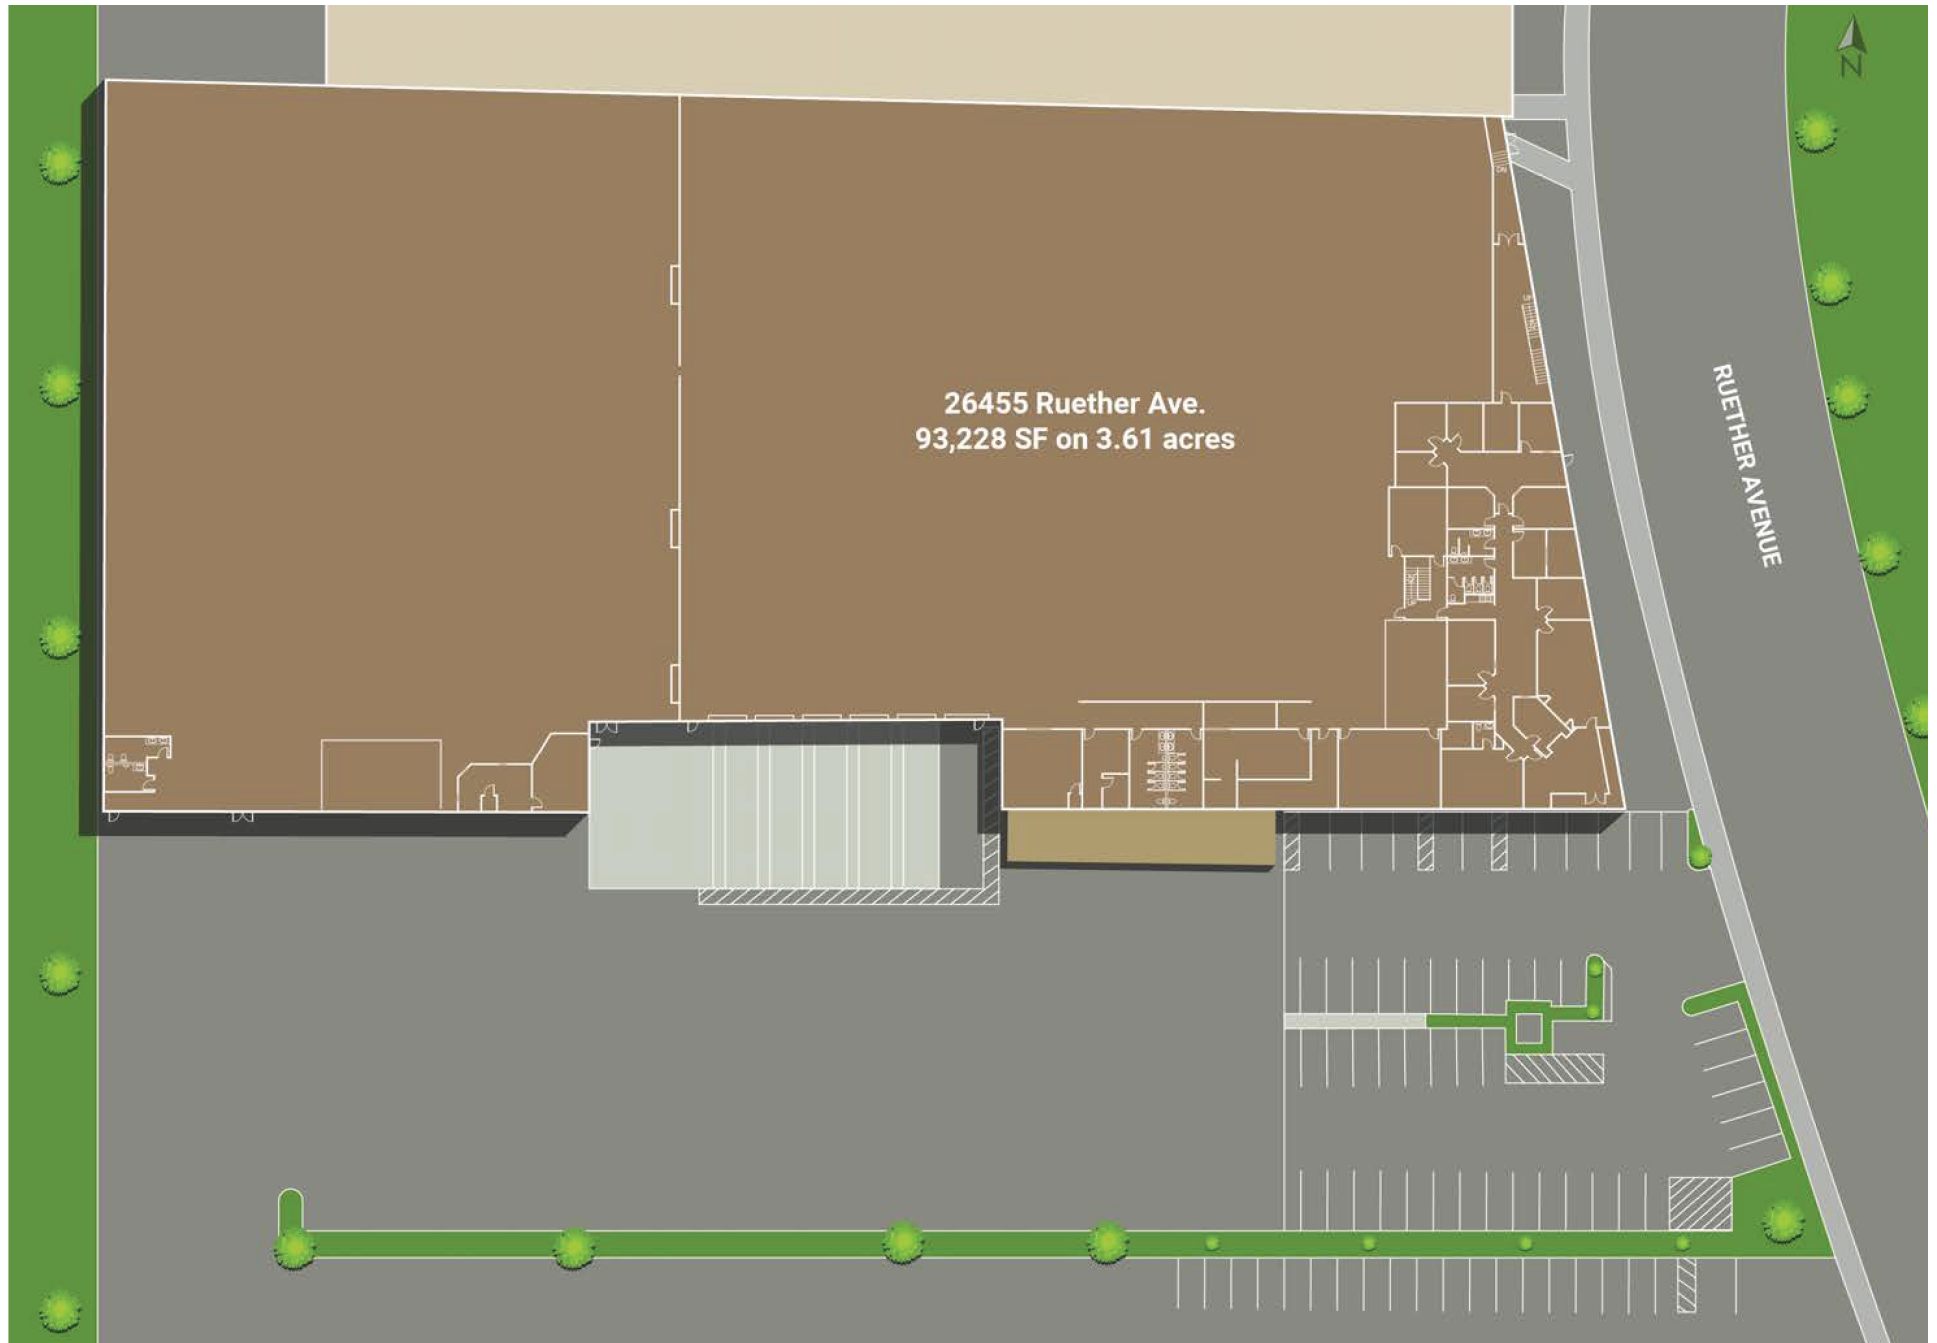 N
26455 Ruether Ave.
93,228 SF on 3.61 acres
RUETHER AVENUE